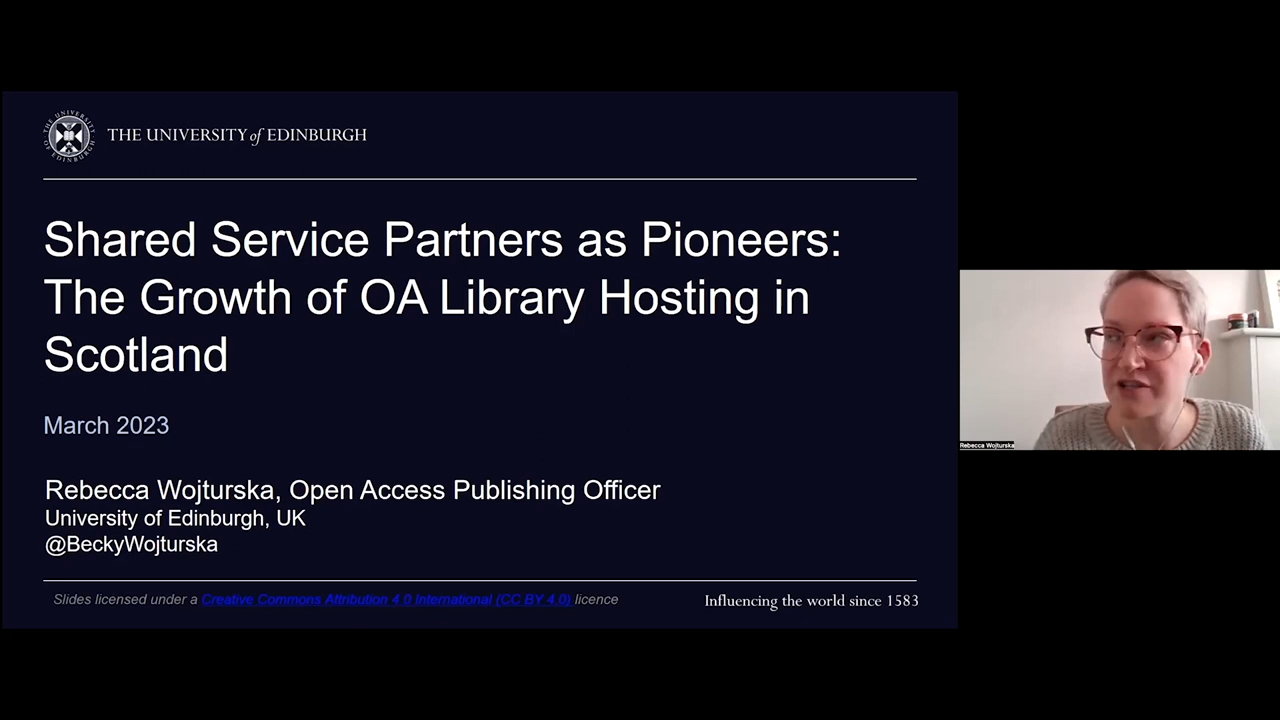 THE UNIVERSITY of EDINBURGH
Shared Service Partners as Pioneers:
The Growth of OA Library Hosting in
Scotland
March 2023
Rebecca Wojturska, Open Access Publishing Officer
University of Edinburgh, UK
@BeckyWojturska
Slides licensed under a Creative Commons Attribution 4.0 International (CC BY 4.0) licence
Influencing the world since 1583
Rebecca Wojturska